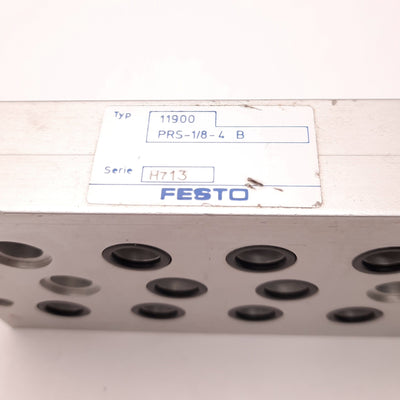 Typ 11900
PRS-1/8-4 B
Serie H713
FESTO